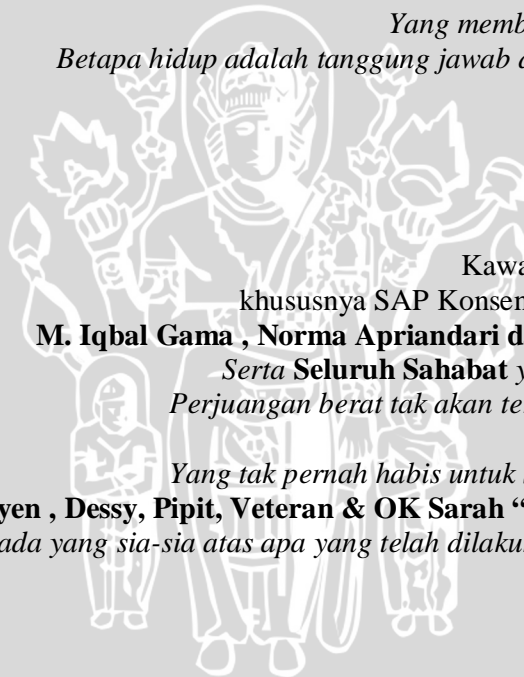 Yang memb
Betapa hidup adalah tanggung jawab
Kawa
khususnya SAP Konsen
M. Iqbal Gama , Norma Apriandari d
Serta Seluruh Sahabat
Perjuangan berat tak akan te
Yang tak pernah habis untuk
yen , Dessy, Pipit, Veteran & OK Sarah “
ada yang sia-sia atas apa yang telah dilaku